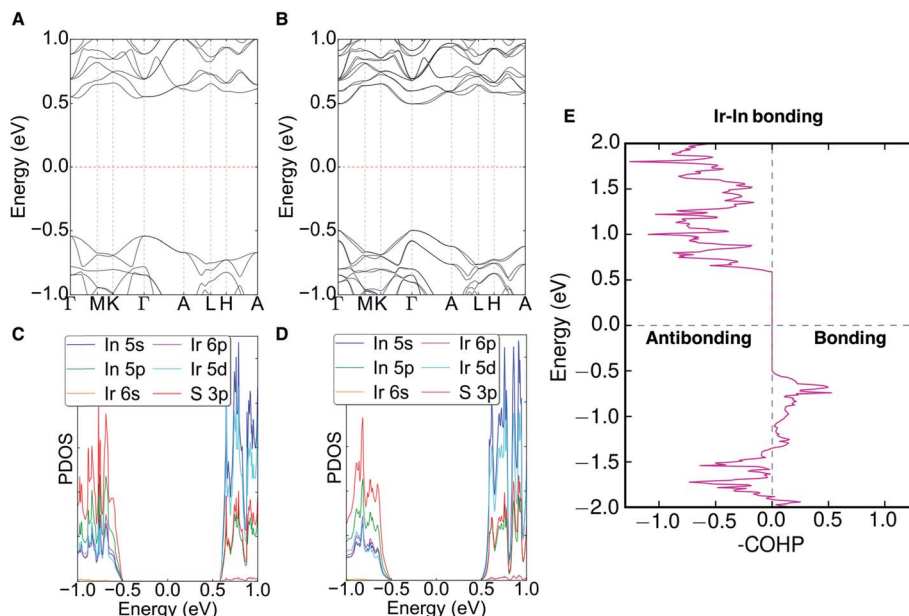 A
B
1.0
0.5
0.0
−0.5
−1.0
Energy (eV)
Γ M K Γ A L H A
1.0
0.5
0.0
−0.5
−1.0
Energy (eV)
Γ M K Γ A L H A
C
In 5s
In 5p
Ir 6s
Ir 6p
Ir 5d
S 3p
PDOS
−1.0 −0.5 0.0 0.5 1.0
Energy (eV)
D
In 5s
In 5p
Ir 6s
Ir 6p
Ir 5d
S 3p
PDOS
−1.0 −0.5 0.0 0.5 1.0
Energy (eV)
E
Ir-In bonding
2.0
1.5
1.0
0.5
0.0
−0.5
−1.0
−1.5
−2.0
Energy (eV)
Antibonding
Bonding
−1.0 −0.5 0.0 0.5 1.0
-COHP